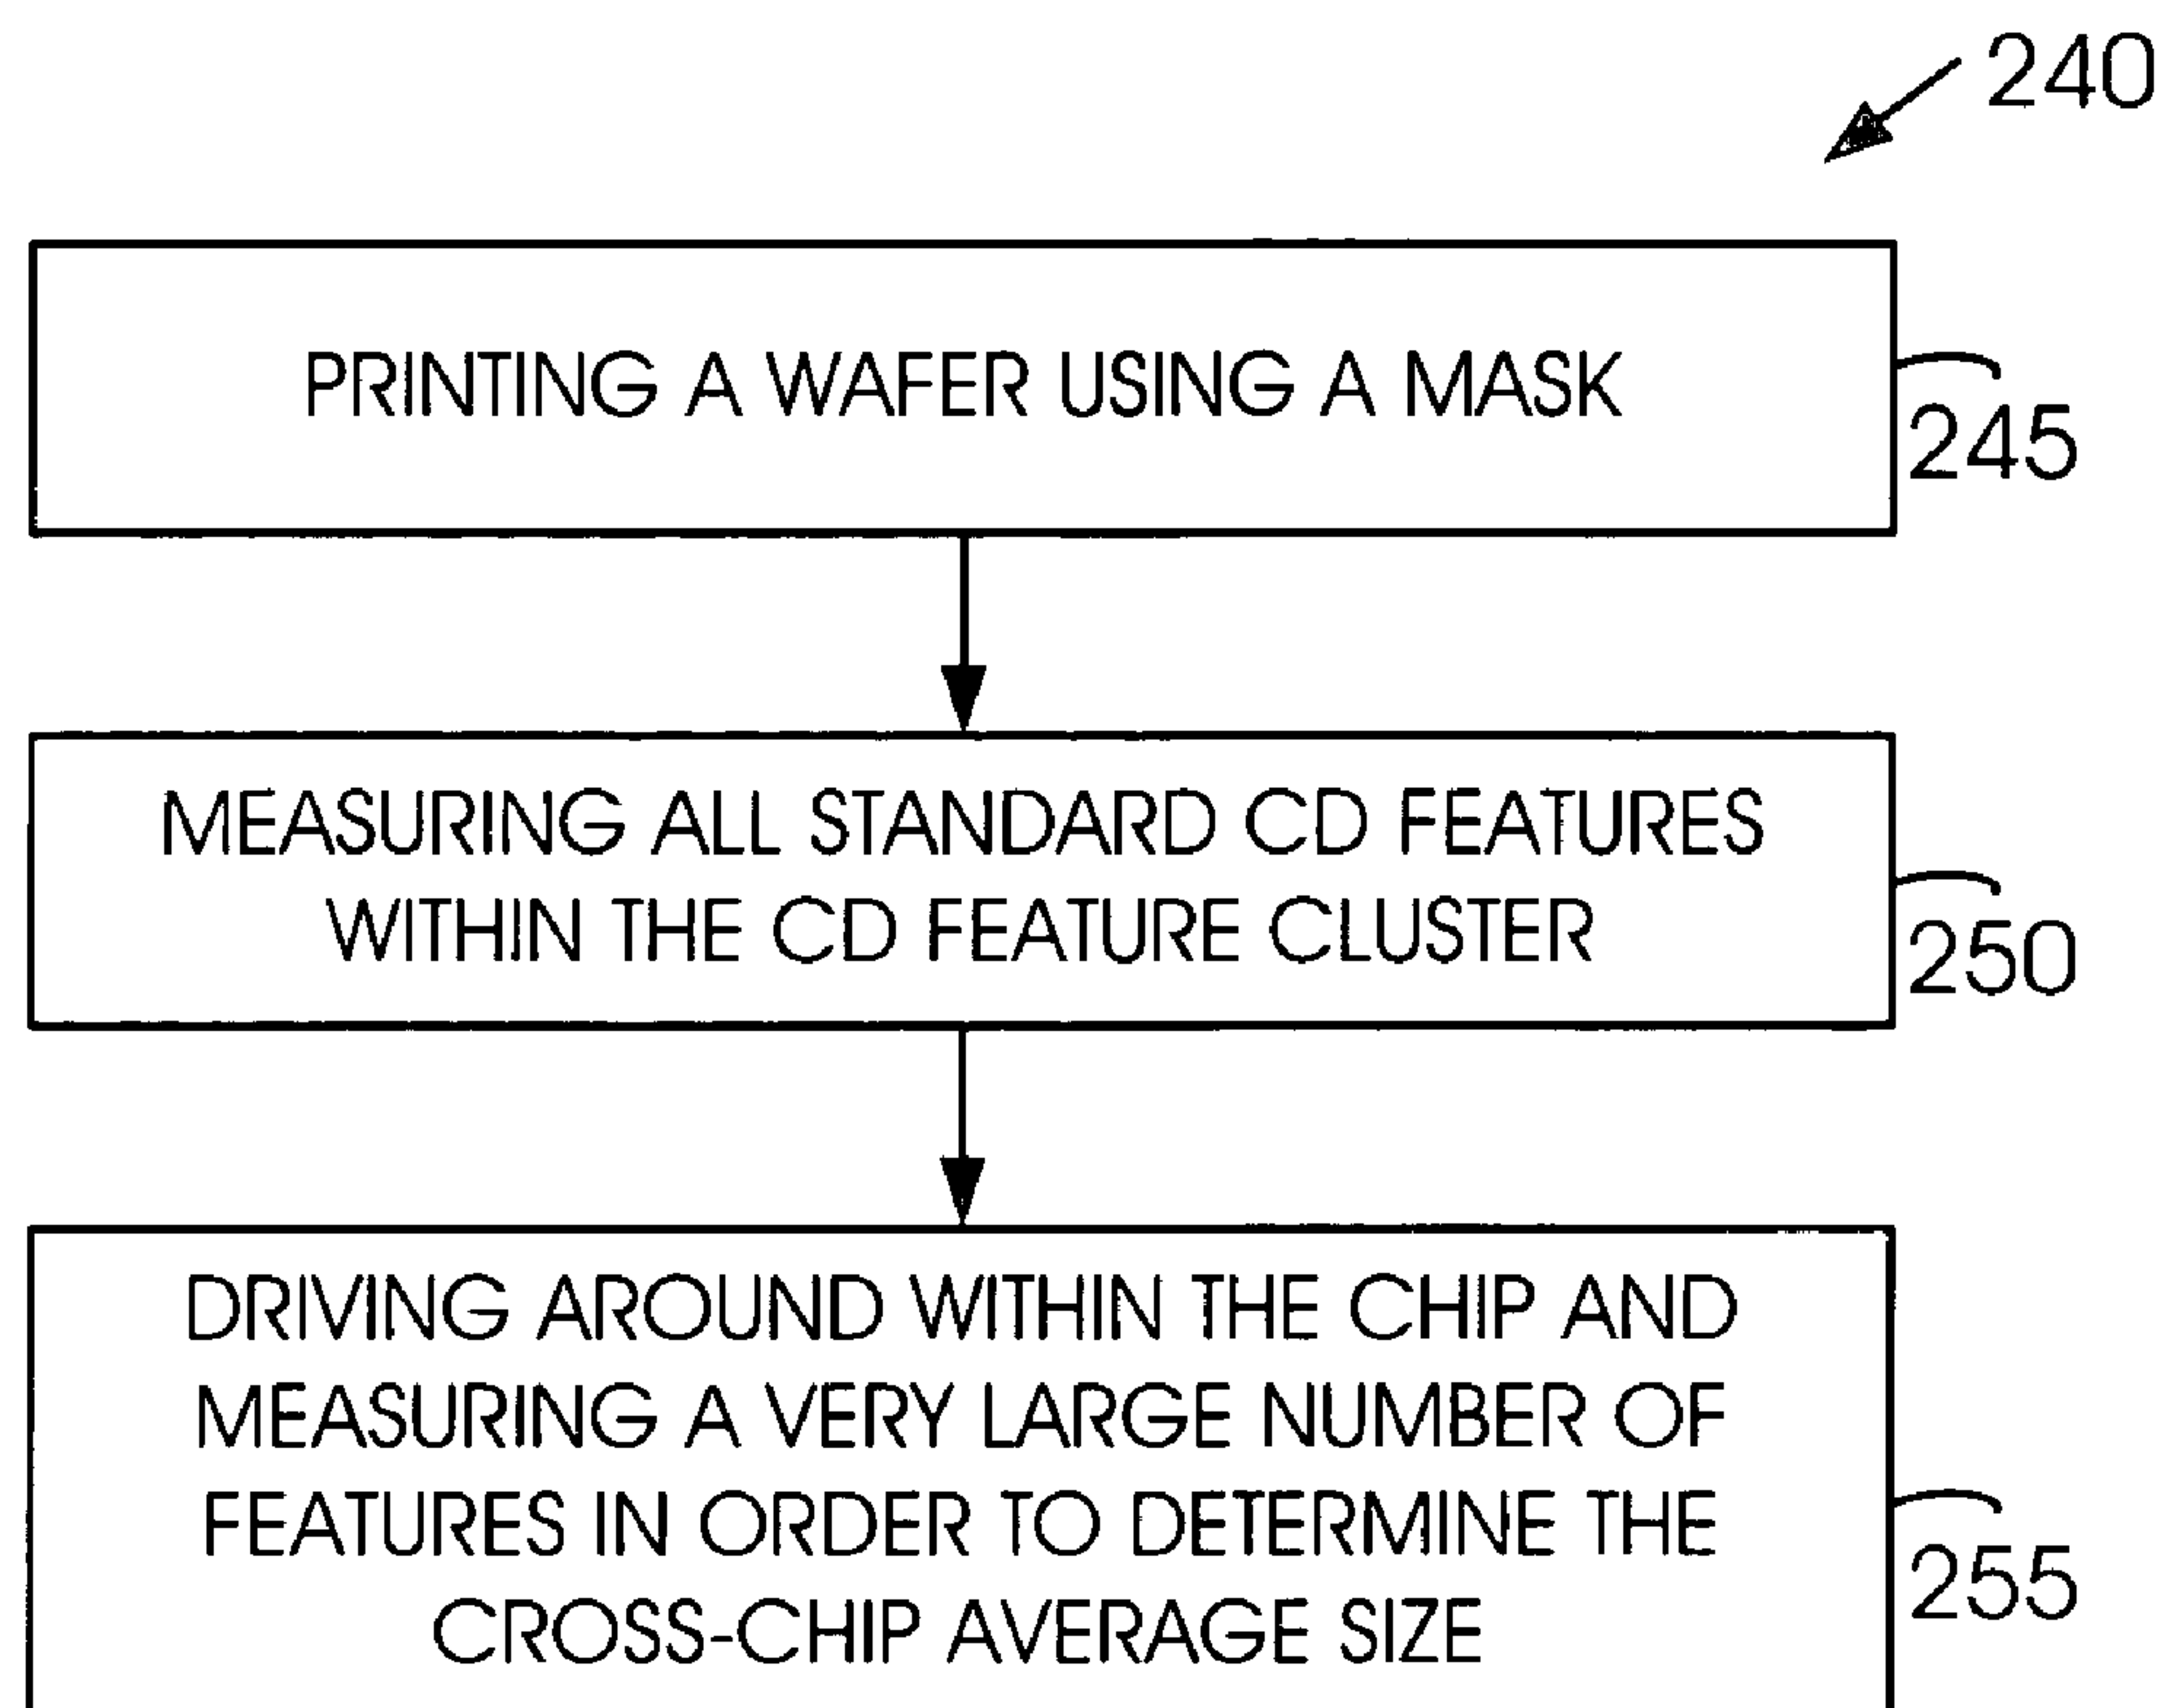 240
PRINTING A WAFER USING A MASK
245
MEASURING ALL STANDARD CD FEATURES
WITHIN THE CD FEATURE CLUSTER
250
DRIVING AROUND WITHIN THE CHIP AND
MEASURING A VERY LARGE NUMBER OF
FEATURES IN ORDER TO DETERMINE THE
CROSS-CHIP AVERAGE SIZE
255